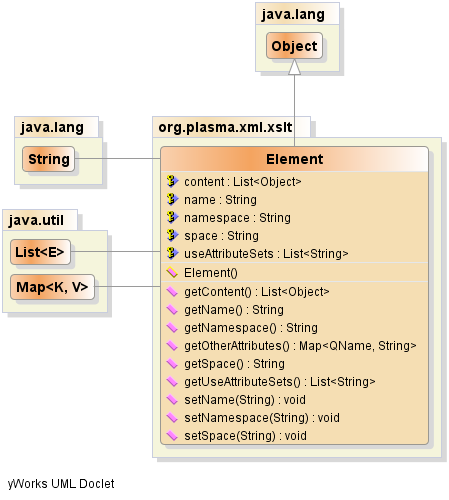 java.lang
Object
java.lang
String
org.plasma.xml.xslt
Element
content : List<Object>
name : String
namespace : String
space : String
useAttributeSets : List<String>
Element()
getContent() : List<Object>
getName() : String
getNamespace() : String
getOtherAttributes() : Map<QName, String>
getSpace() : String
getUseAttributeSets() : List<String>
setName(String) : void
setNamespace(String) : void
setSpace(String) : void
java.util
List<E>
Map<K, V>
yWorks UML Doclet